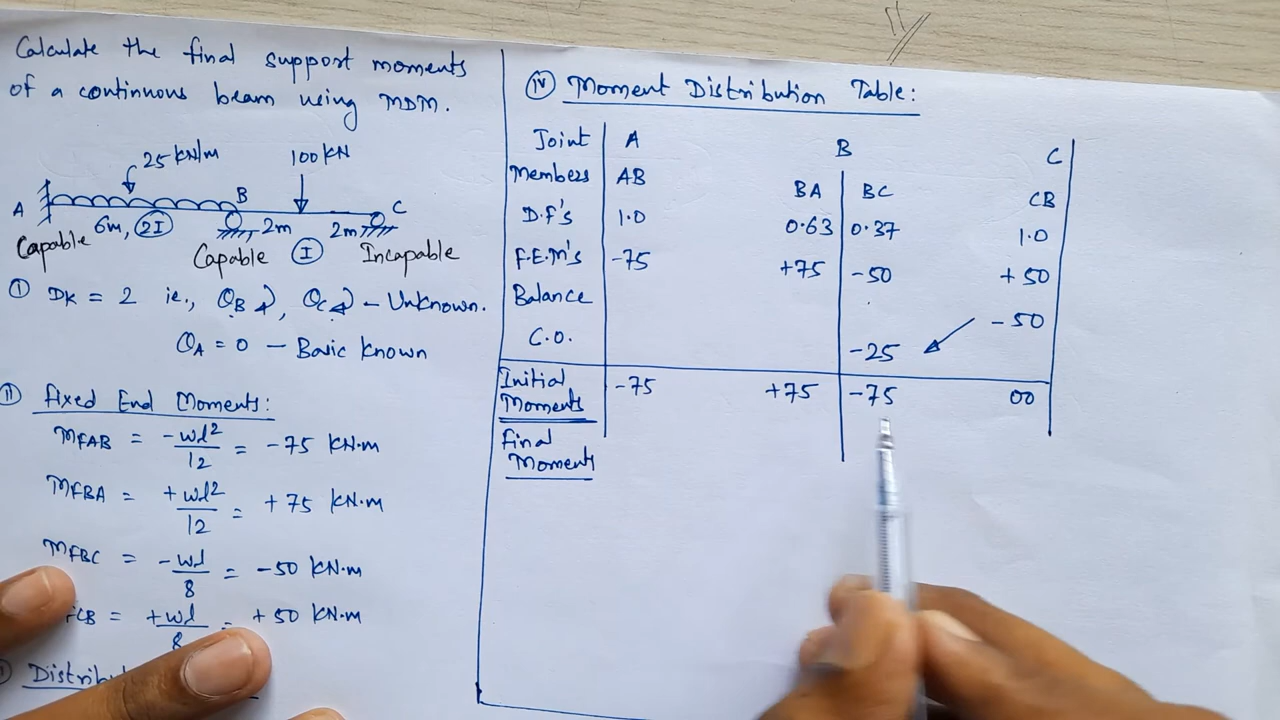 Calculate the final support moments
of a continuous beam using MDM.
25 KN/m
100 KN
A
B
C
6m, 2I
2m
2m
Capable
Capable
I
Incapable
① DK = 2 ie., θB, θC - Unknown.
θA = 0 - Basic Known
Ⅱ Fixed End Moments:
MFAB = -wl²/12 = -75 KN.m
MFBA = +wl²/12 = +75 KN.m
MFBC = -wl/8 = -50 KN.m
FCB = +wl/8 = +50 KN.m
ⅳ Moment Distribution Table:
Joint A B C
Members AB BA BC CB
D.F's 1.0 0.63 0.37 1.0
F.E.M's -75 +75 -50 +50
Balance -50
C.O. -25
Initial Moments -75 +75 -75 00
Final
Moments